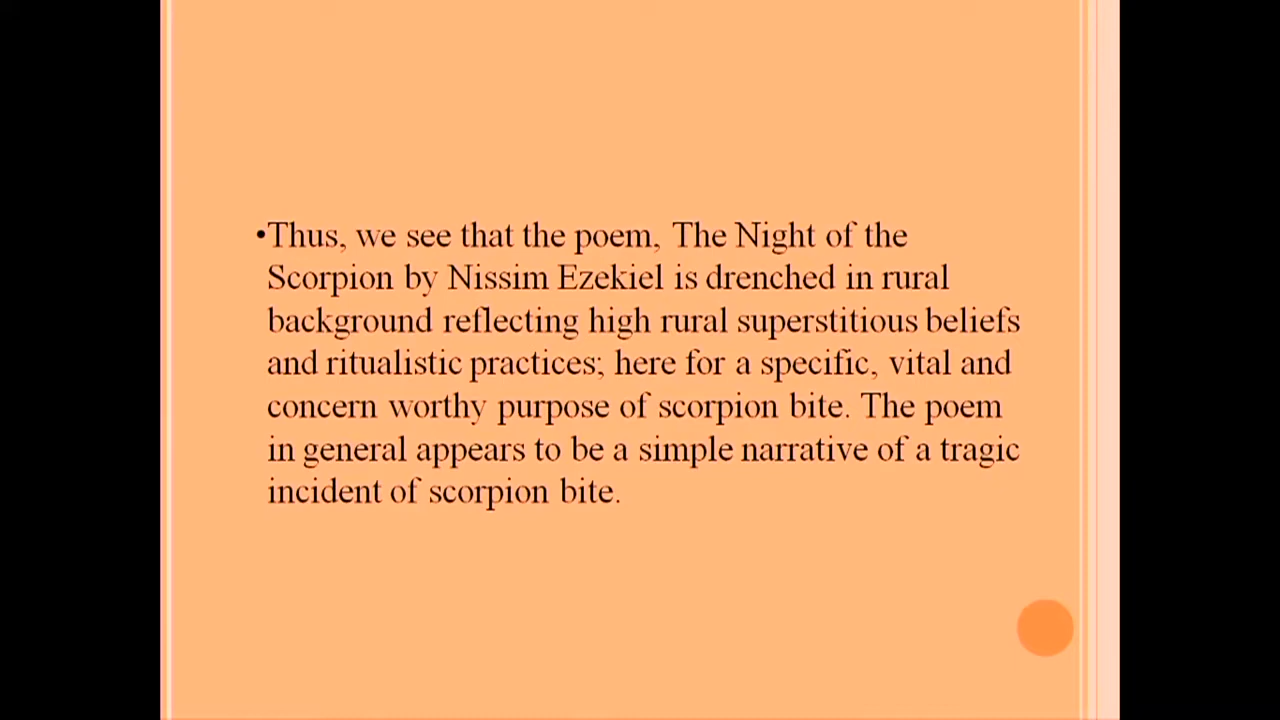 •Thus, we see that the poem, The Night of the
Scorpion by Nissim Ezekiel is drenched in rural
background reflecting high rural superstitious beliefs
and ritualistic practices; here for a specific, vital and
concern worthy purpose of scorpion bite. The poem
in general appears to be a simple narrative of a tragic
incident of scorpion bite.